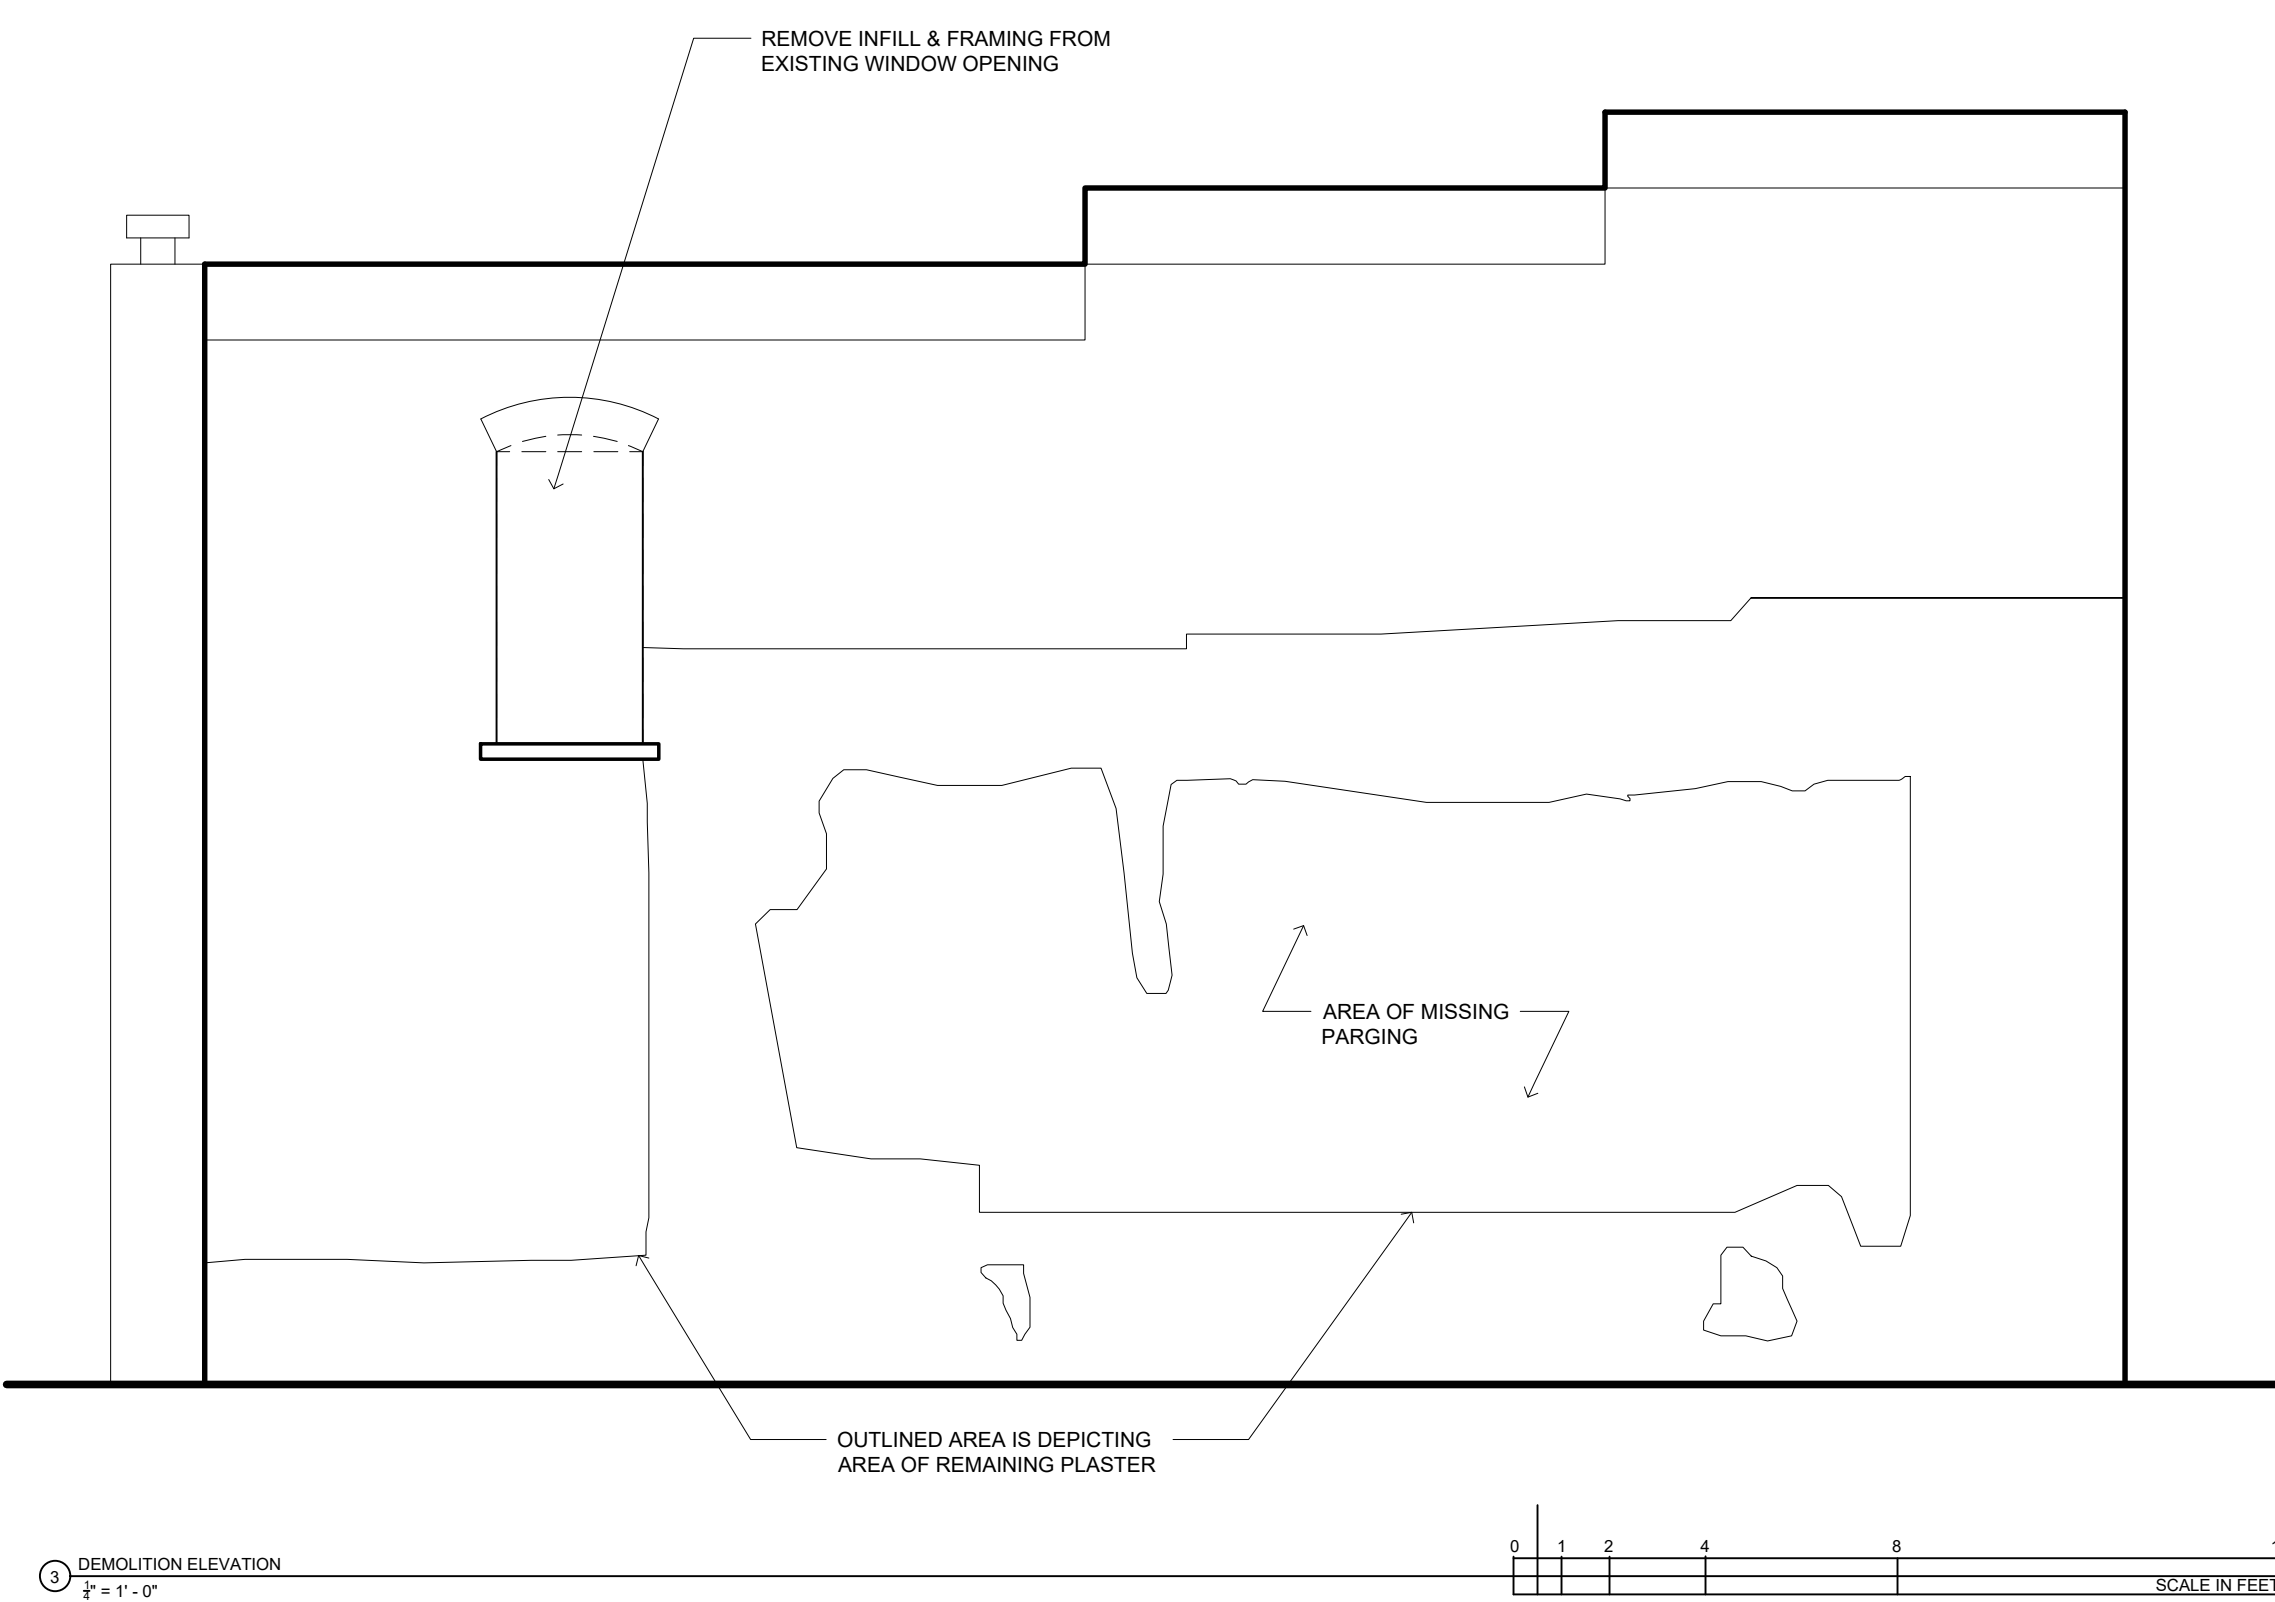 REMOVE INFILL & FRAMING FROM
EXISTING WINDOW OPENING
AREA OF MISSING
PARGING
OUTLINED AREA IS DEPICTING
AREA OF REMAINING PLASTER
3 DEMOLITION ELEVATION
1/4" = 1' - 0"
0 1 2 4 8
SCALE IN FEET